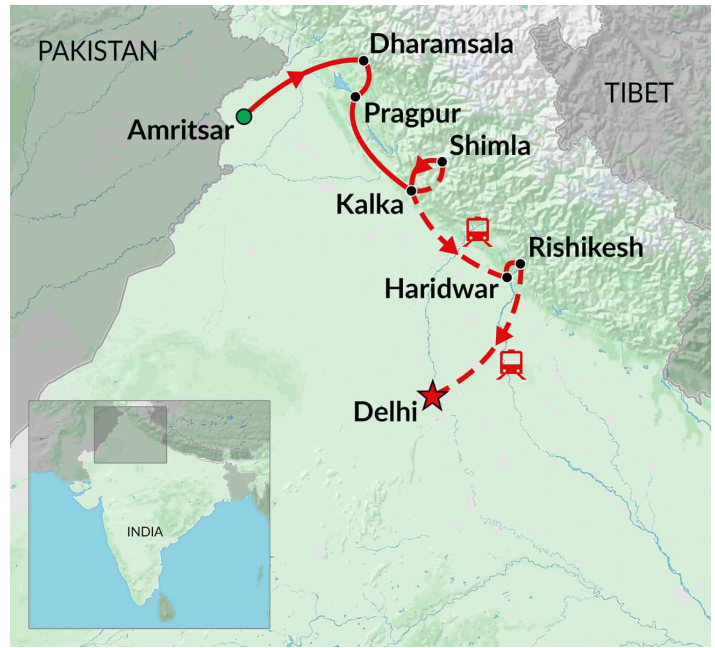 PAKISTAN
Dharamsala
TIBET
Pragpur
Amritsar
Shimla
Kalka
Rishikesh
Haridwar
Delhi
INDIA